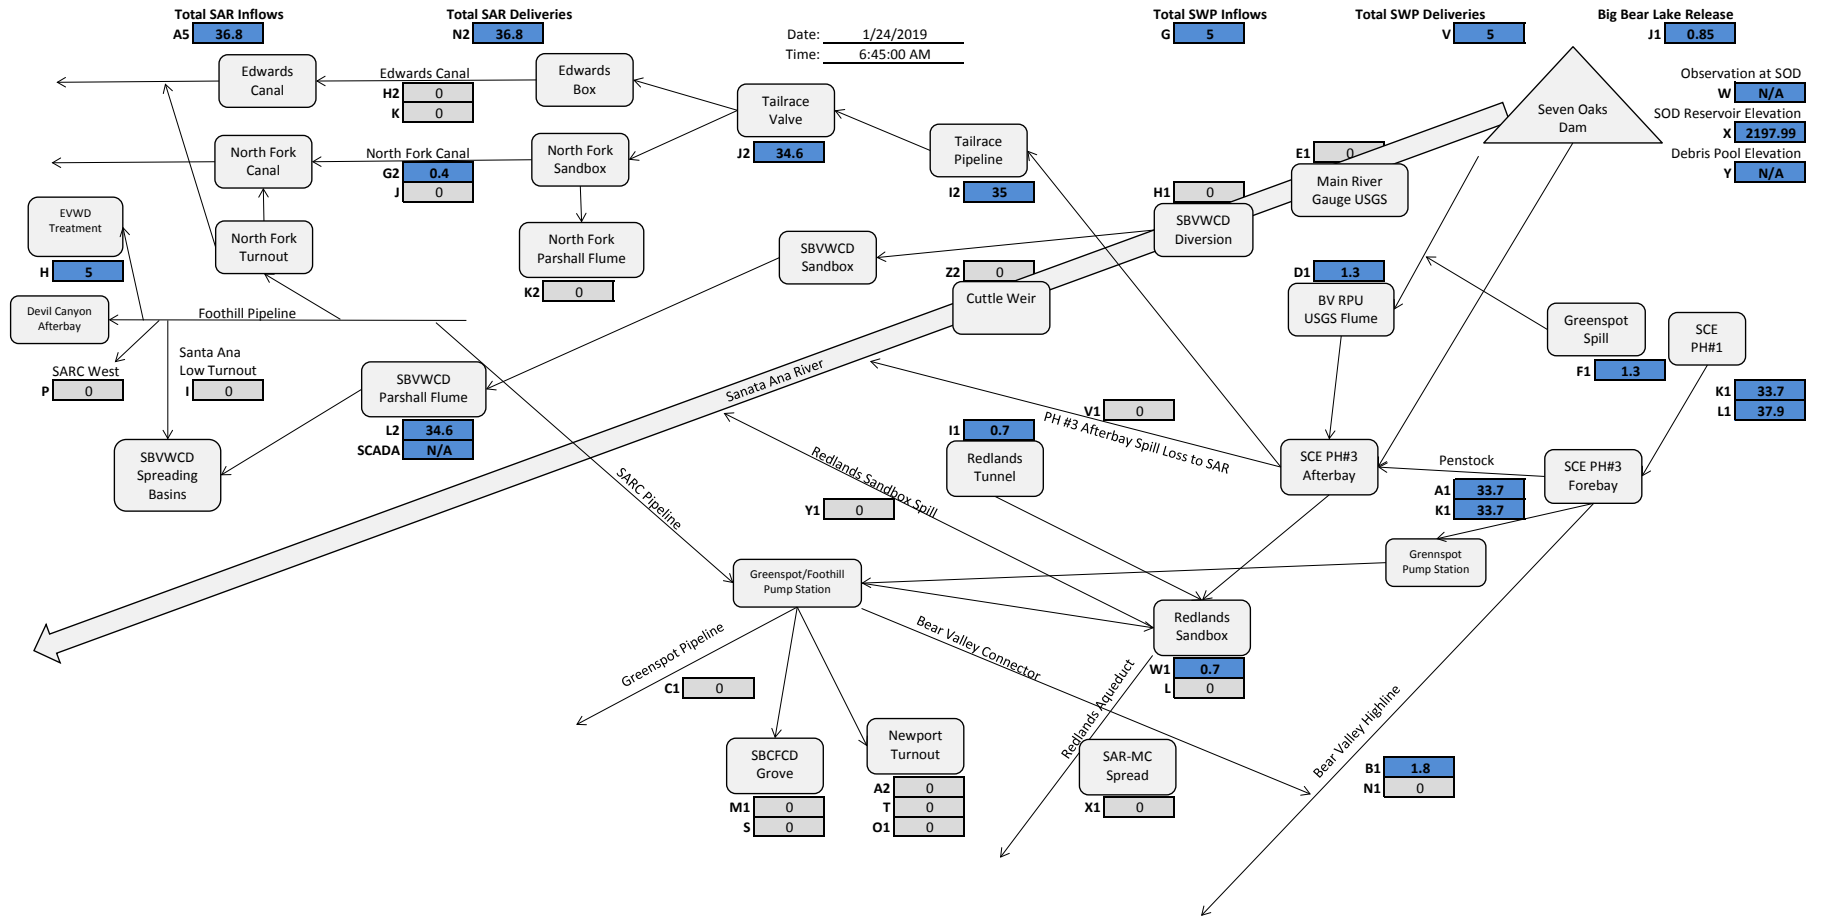 Total SAR Inflows
A5 36.8
Total SAR Deliveries
N2 36.8
Date: 1/24/2019
Time: 6:45:00 AM
Total SWP Inflows
G 5
Total SWP Deliveries
V 5
Big Bear Lake Release
J1 0.85
Edwards
Canal
Edwards Canal
H2 0
K 0
Edwards
Box
Tailrace
Valve
J2 34.6
Tailrace
Pipeline
I2 35
Seven Oaks
Dam
Observation at SOD
W N/A
SOD Reservoir Elevation
X 2197.99
Debris Pool Elevation
Y N/A
North Fork
Canal
North Fork Canal
G2 0.4
J 0
North Fork
Sandbox
E1 0
Main River
Gauge USGS
H1 0
SBVWCD
Diversion
EVWD
Treatment
H 5
North Fork
Turnout
North Fork
Parshall Flume
K2 0
SBVWCD
Sandbox
Z2 0
Cuttle Weir
D1 1.3
BV RPU
USGS Flume
Greenspot
Spill
F1 1.3
SCE
PH#1
K1 33.7
L1 37.9
Devil Canyon
Afterbay
Foothill Pipeline
SARC West
P 0
Santa Ana
Low Turnout
I 0
SBVWCD
Parshall Flume
L2 34.6
SCADA N/A
Sanata Ana River
SBVWCD
Spreading
Basins
SARC Pipeline
Redlands Sandbox Spill
Y1 0
V1 0
PH #3 Afterbay Spill Loss to SAR
I1 0.7
Redlands
Tunnel
SCE PH#3
Afterbay
Penstock
A1 33.7
K1 33.7
SCE PH#3
Forebay
Grennspot
Pump Station
Greenspot/Foothill
Pump Station
Redlands
Sandbox
W1 0.7
L 0
Greenspot Pipeline
C1 0
Bear Valley Connector
Redlands Aqueduct
Bear Valley Highline
SBCFCD
Grove
M1 0
S 0
Newport
Turnout
A2 0
T 0
O1 0
SAR-MC
Spread
X1 0
B1 1.8
N1 0